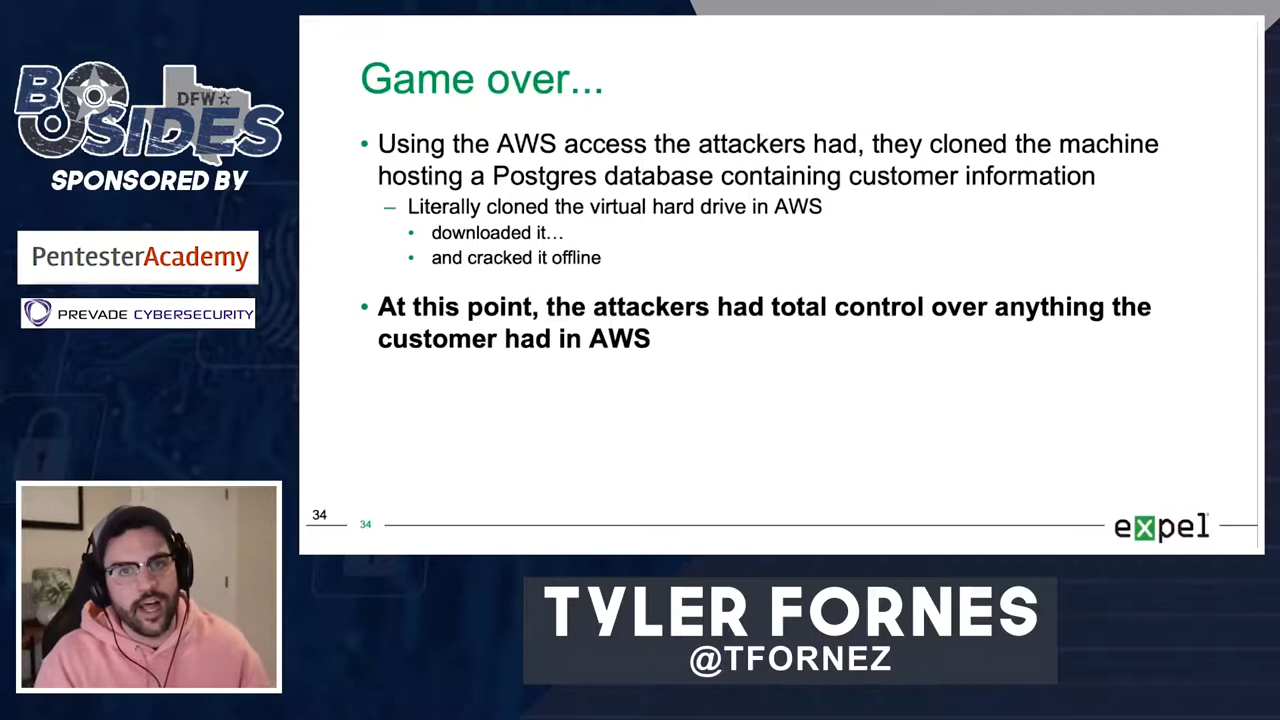 BSIDES
DFW
SPONSORED BY
PentesterAcademy
PREVADE CYBERSECURITY
Game over...
• Using the AWS access the attackers had, they cloned the machine
hosting a Postgres database containing customer information
– Literally cloned the virtual hard drive in AWS
• downloaded it…
• and cracked it offline
• At this point, the attackers had total control over anything the
customer had in AWS
34
34
expel
TYLER FORNES
@TFORNEZ